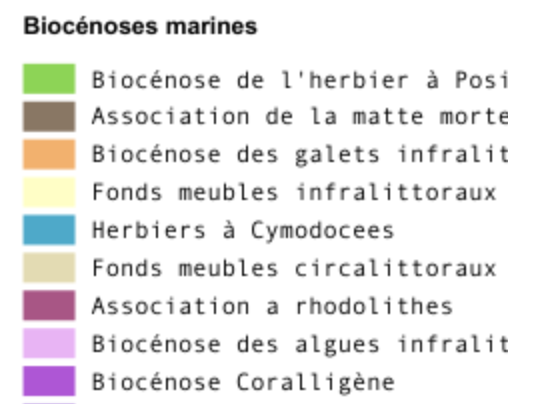 Biocénoses marines
Biocénose de l'herbier à Posi
Association de la matte morte
Biocénose des galets infralit
Fonds meubles infralittoraux
Herbiers à Cymodocees
Fonds meubles circalittoraux
Association a rhodolithes
Biocénose des algues infralit
Biocénose Coralligène